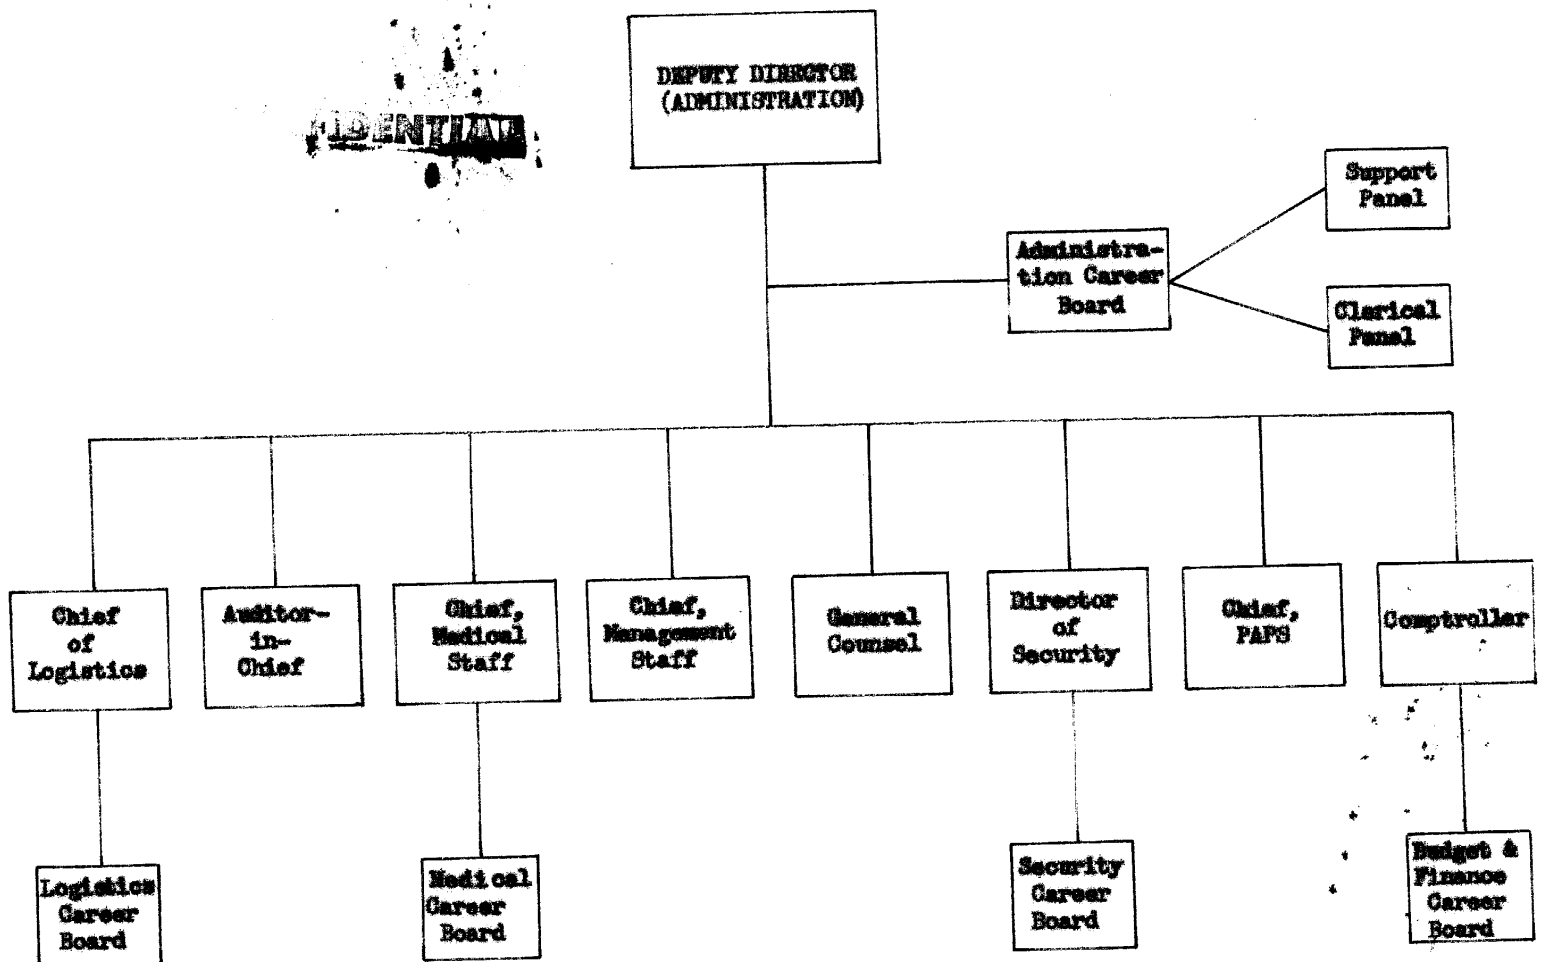 DEPUTY DIRECTOR
(ADMINISTRATION)
FIDENTIAL
Support
Panel
Administra-
tion Career
Board
Clerical
Panel
Chief
of
Logistics
Auditor-
in-
Chief
Chief,
Medical
Staff
Chief,
Management
Staff
General
Counsel
Director
of
Security
Chief,
PAPS
Comptroller
Logistics
Career
Board
Medical
Career
Board
Security
Career
Board
Budget &
Finance
Career
Board